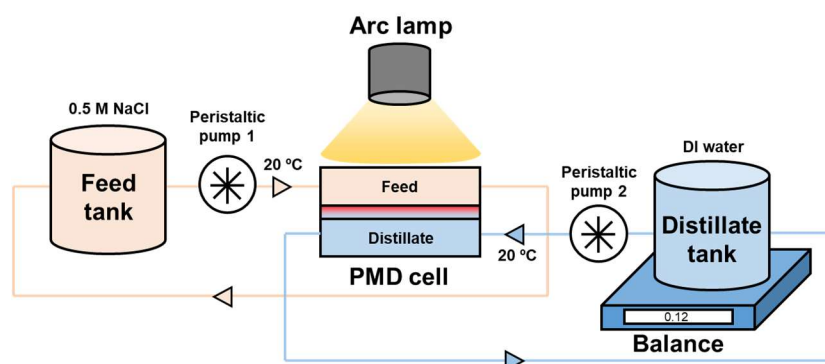 Arc lamp
0.5 M NaCl
Peristaltic
pump 1
20 ºC
Feed
tank
Feed
Distillate
PMD cell
20 ºC
Peristaltic
pump 2
DI water
Distillate
tank
0.12
Balance